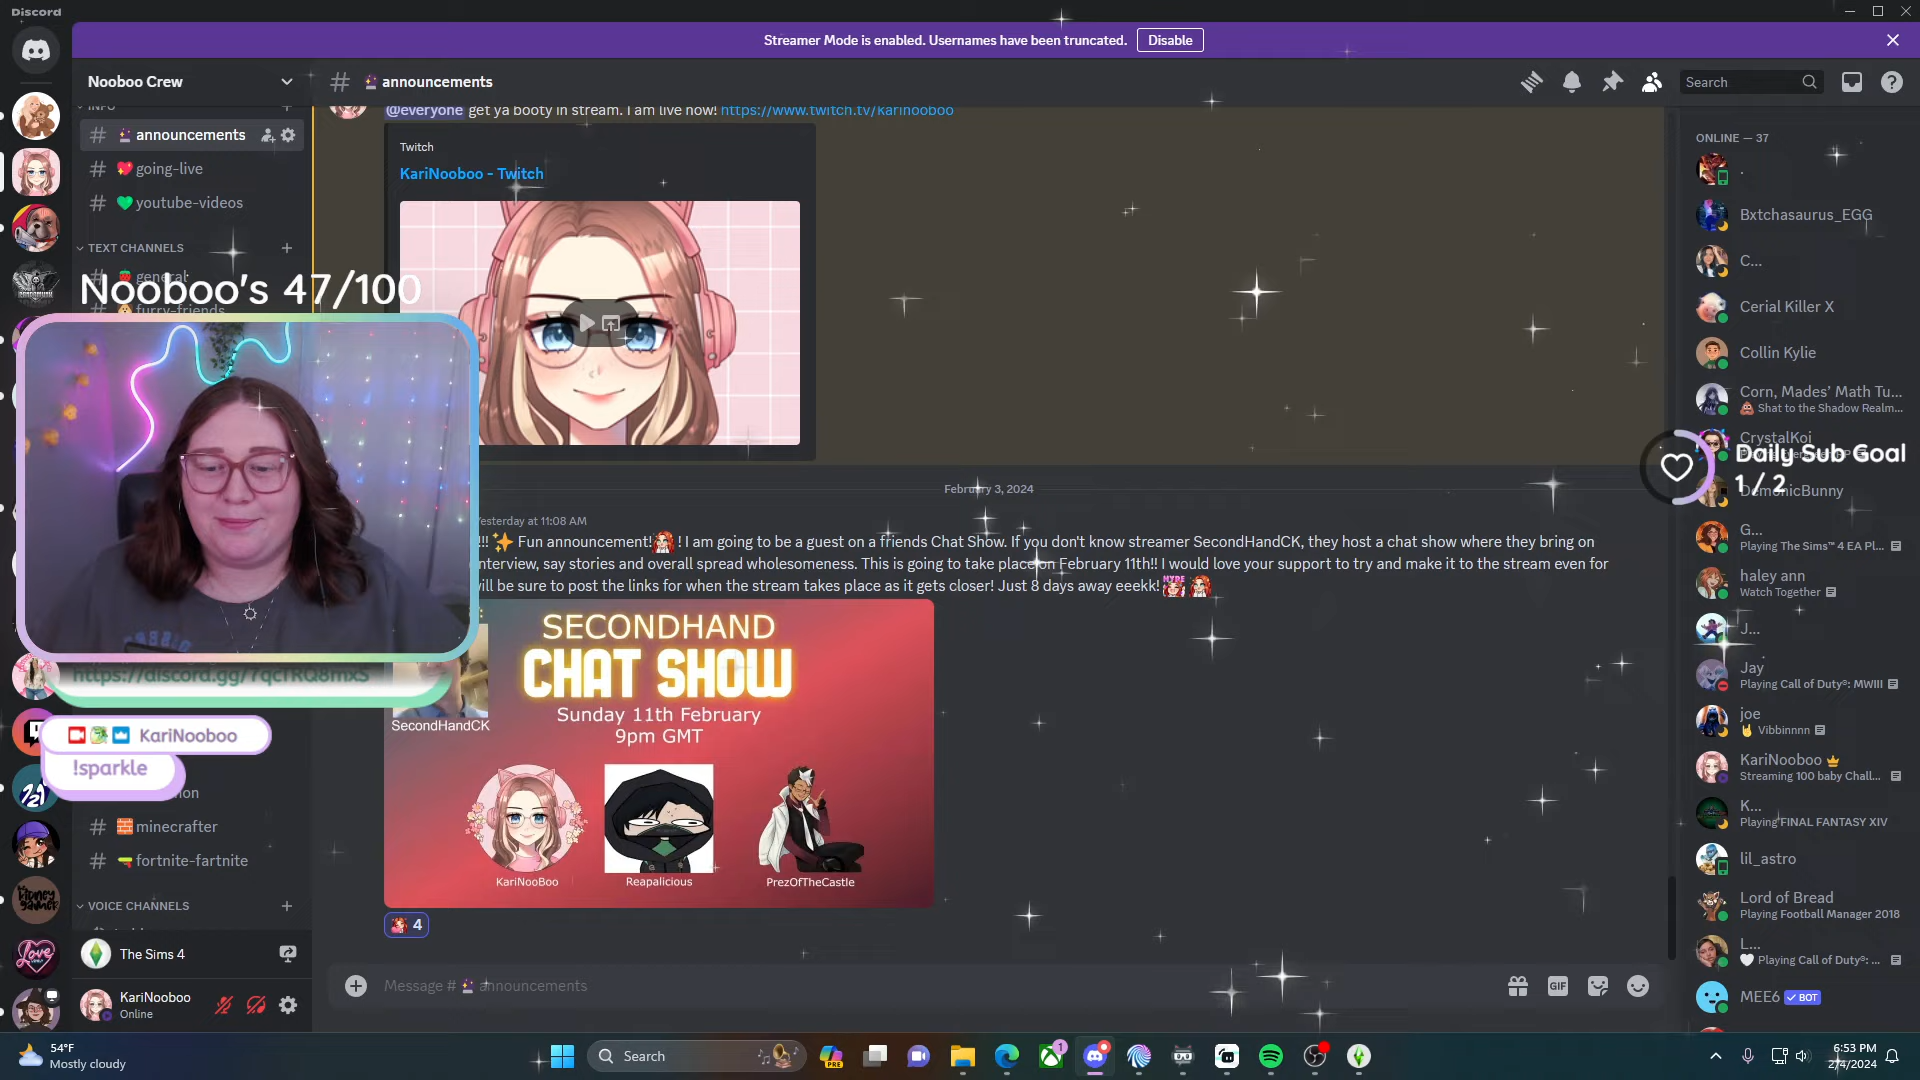 Discord
Streamer Mode is enabled. Usernames have been truncated.
Disable
Nooboo Crew
announcements
Search
INFO
announcements
going-live
youtube-videos
TEXT CHANNELS
general
furry-friends
Nooboo's 47/100
@everyone get ya booty in stream. I am live now! https://www.twitch.tv/karinooboo
Twitch
KariNooboo - Twitch
February 3, 2024
Yesterday at 11:08 AM
!!! ✨ Fun announcement! ! I am going to be a guest on a friends Chat Show. If you don't know streamer SecondHandCK, they host a chat show where they bring on
interview, say stories and overall spread wholesomeness. This is going to take place on February 11th!! I would love your support to try and make it to the stream even for
will be sure to post the links for when the stream takes place as it gets closer! Just 8 days away eeekk!
HYPE
SECONDHAND
CHAT SHOW
Sunday 11th February
9pm GMT
SecondHandCK
KariNooBoo
Reapalicious
PrezOfTheCastle
4
KariNooboo
!sparkle
minecrafter
fortnite-fartnite
VOICE CHANNELS
The Sims 4
KariNooboo
Online
Message # announcements
GIF
ONLINE — 37
.
Bxtchasaurus_EGG
C...
Cerial Killer X
Collin Kylie
Corn, Mades' Math Tu...
💩 Shat to the Shadow Realm...
CrystalKoi
Daily Sub Goal
1 / 2
DemonicBunny
G...
Playing The Sims™ 4 EA Pl...
haley ann
Watch Together
J...
Jay
Playing Call of Duty®: MWIII
joe
🤘 Vibbinnnn
KariNooboo
Streaming 100 baby Chall...
K...
Playing FINAL FANTASY XIV
lil_astro
Lord of Bread
Playing Football Manager 2018
L...
🤍 Playing Call of Duty®: ...
MEE6 ✓ BOT
54°F
Mostly cloudy
Search
PRE
1
6:53 PM
2/4/2024